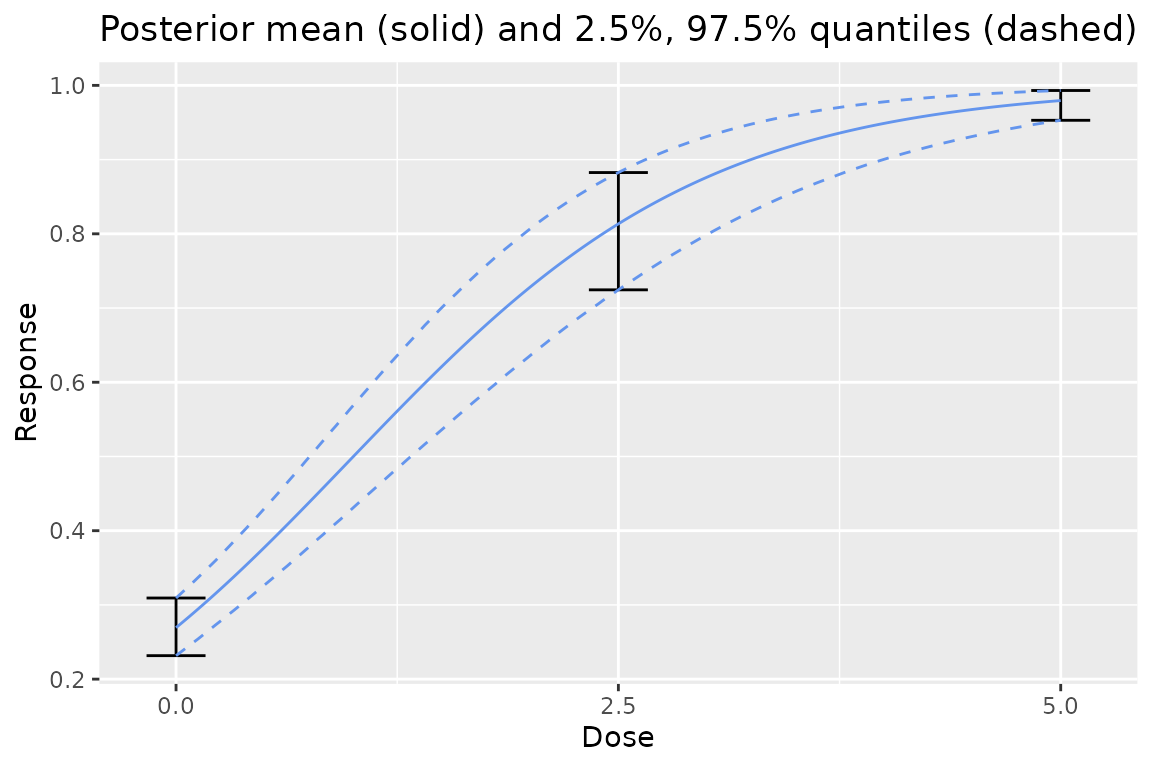 Posterior mean (solid) and 2.5%, 97.5% quantiles (dashed)
1.0
0.8
0.6
0.4
0.2
Response
0.0 2.5 5.0
Dose